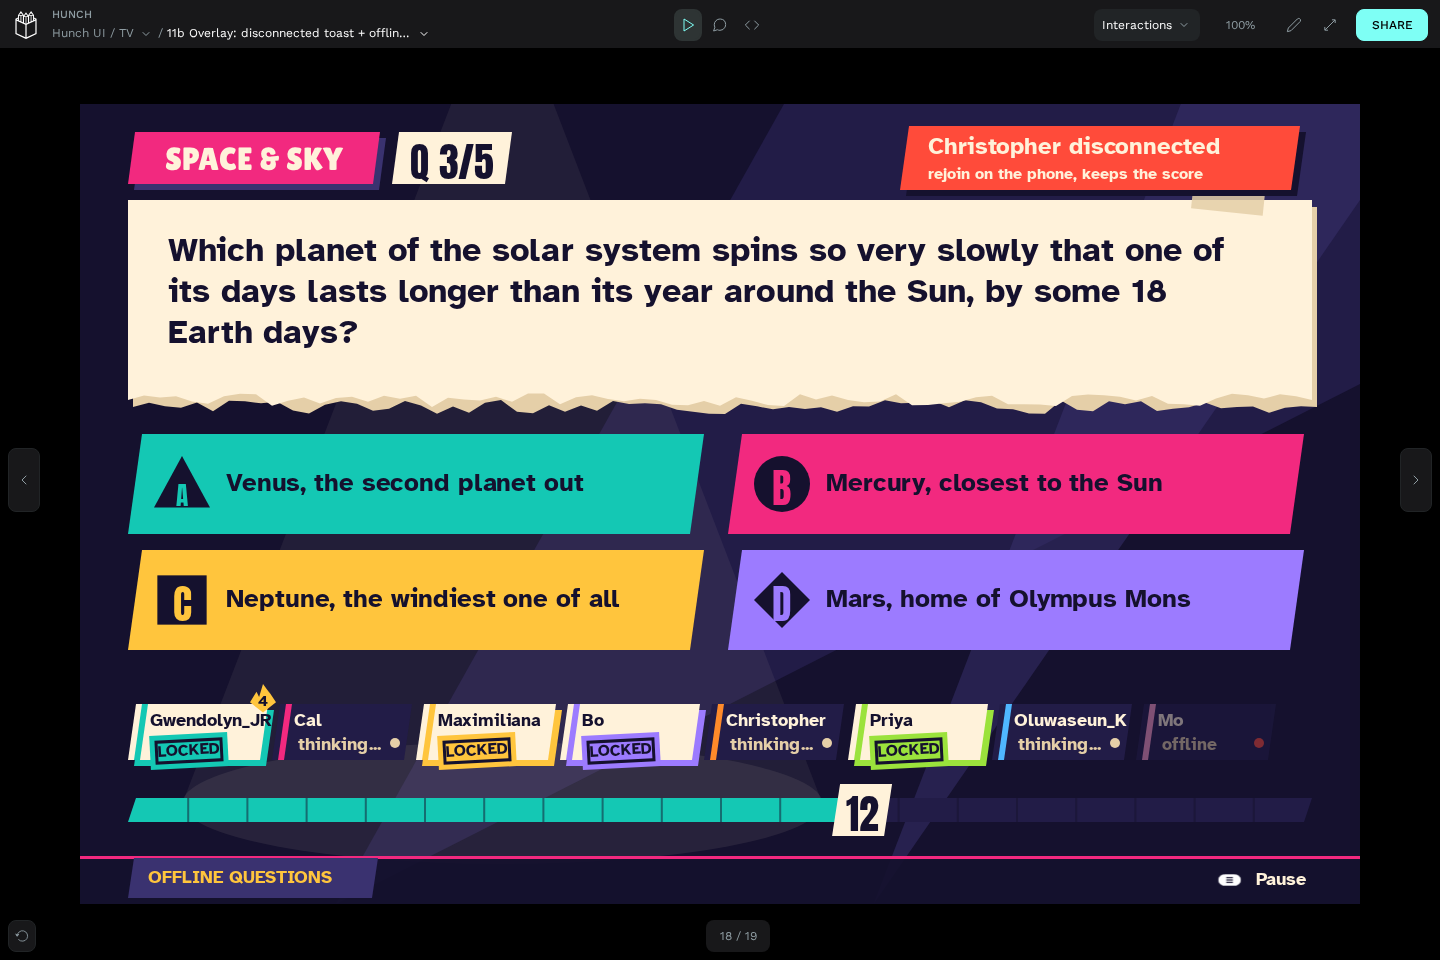 HUNCH
Hunch UI / TV / 11b Overlay: disconnected toast + offlin...
Interactions
100%
SHARE
SPACE & SKY
Q 3/5
Christopher disconnected
rejoin on the phone, keeps the score
Which planet of the solar system spins so very slowly that one of
its days lasts longer than its year around the Sun, by some 18
Earth days?
A
Venus, the second planet out
B
Mercury, closest to the Sun
C
Neptune, the windiest one of all
D
Mars, home of Olympus Mons
4
Gwendolyn_JR
LOCKED
Cal
thinking...
Maximiliana
LOCKED
Bo
LOCKED
Christopher
thinking...
Priya
LOCKED
Oluwaseun_K
thinking...
Mo
offline
12
OFFLINE QUESTIONS
Pause
18 / 19